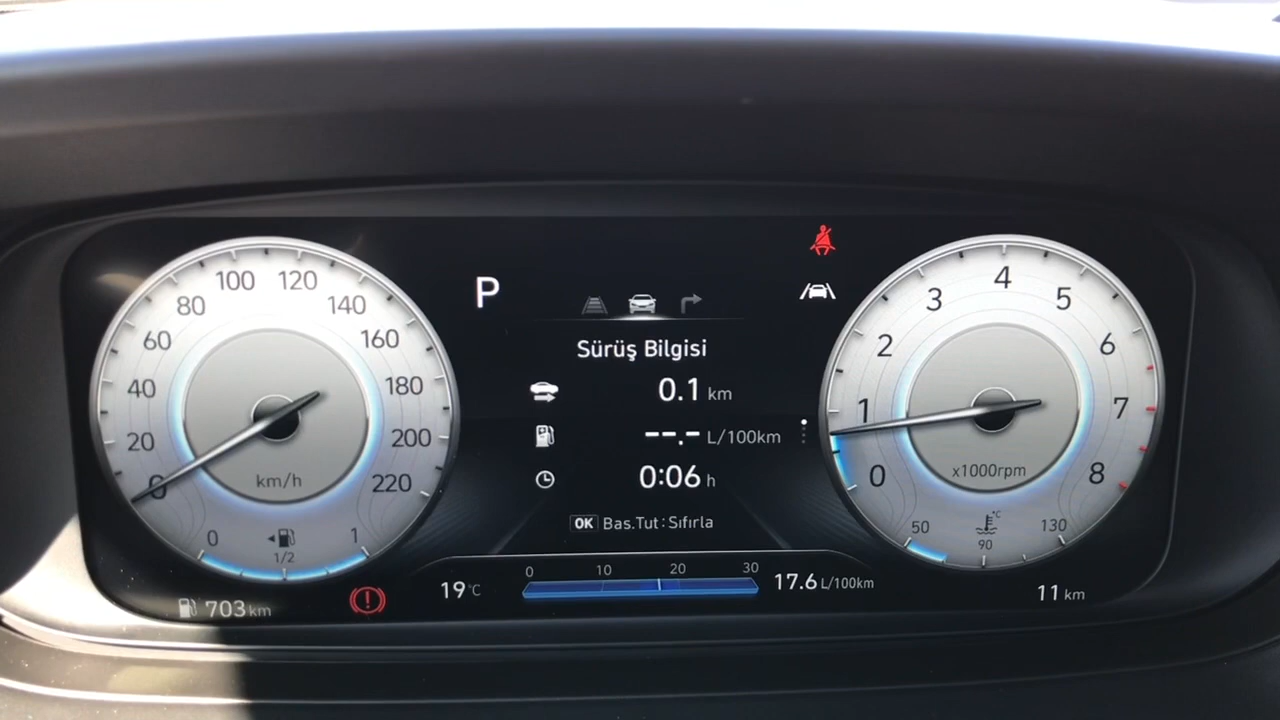 100 120
80 140
60 160
40 180
20 200
0 220
km/h
0 1
1/2
703 km
P
Sürüş Bilgisi
0.1 km
--.- L/100km
0:06 h
OK Bas.Tut : Sıfırla
19 °C
0 10 20 30
17.6 L/100km
4
3 5
2 6
1 7
0 8
x1000rpm
°C
50 130
90
11 km